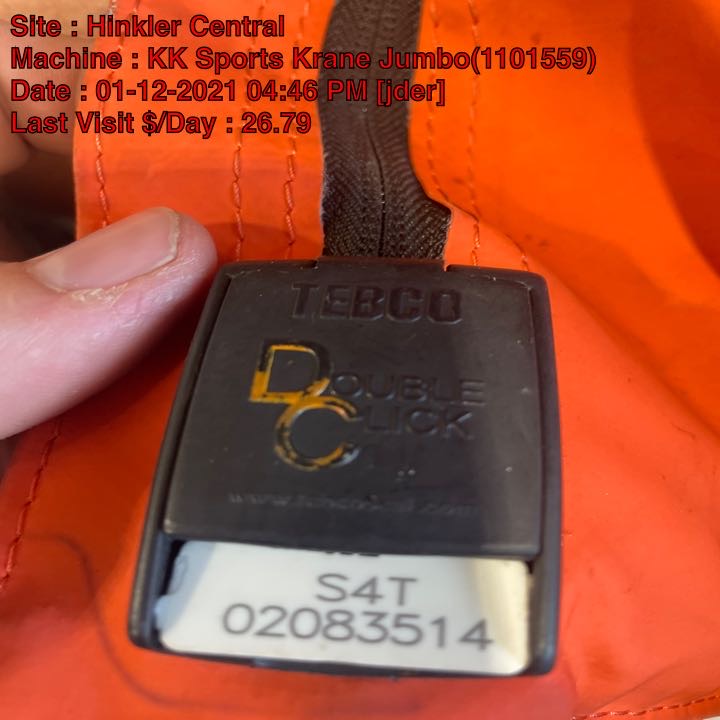 Site : Hinkler Central
Machine : KK Sports Krane Jumbo(1101559)
Date : 01-12-2021 04:46 PM [jder]
Last Visit $/Day : 26.79
TEBCO
DOUBLE
CLICK
S4T
02083514